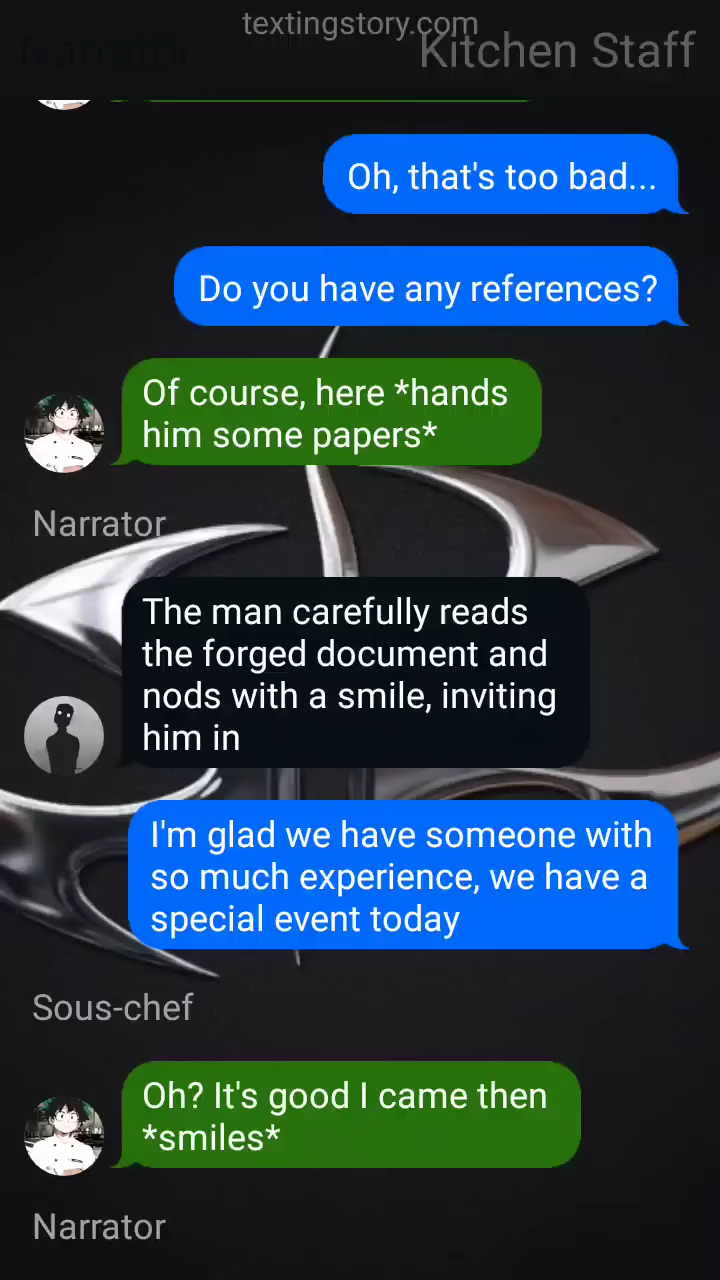 textingstory.com
Narrator
Kitchen Staff
Oh, that's too bad...
Do you have any references?
Of course, here *hands
him some papers*
Narrator
The man carefully reads
the forged document and
nods with a smile, inviting
him in
I'm glad we have someone with
so much experience, we have a
special event today
Sous-chef
Oh? It's good I came then
*smiles*
Narrator